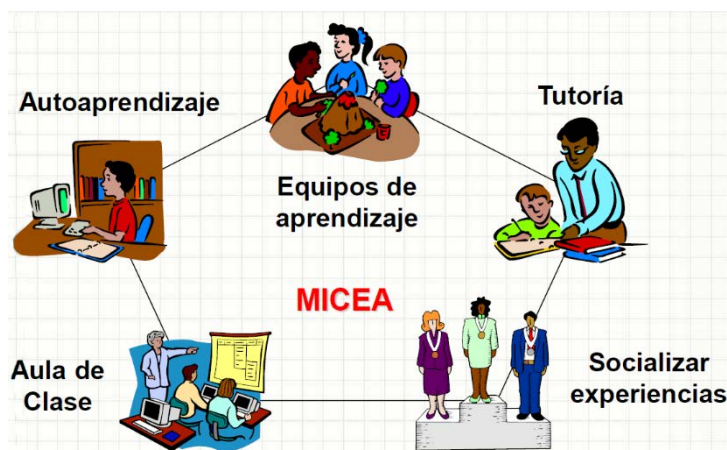 Autoaprendizaje
Tutoría
Equipos de
aprendizaje
MICEA
Aula de
Clase
Socializar
experiencias